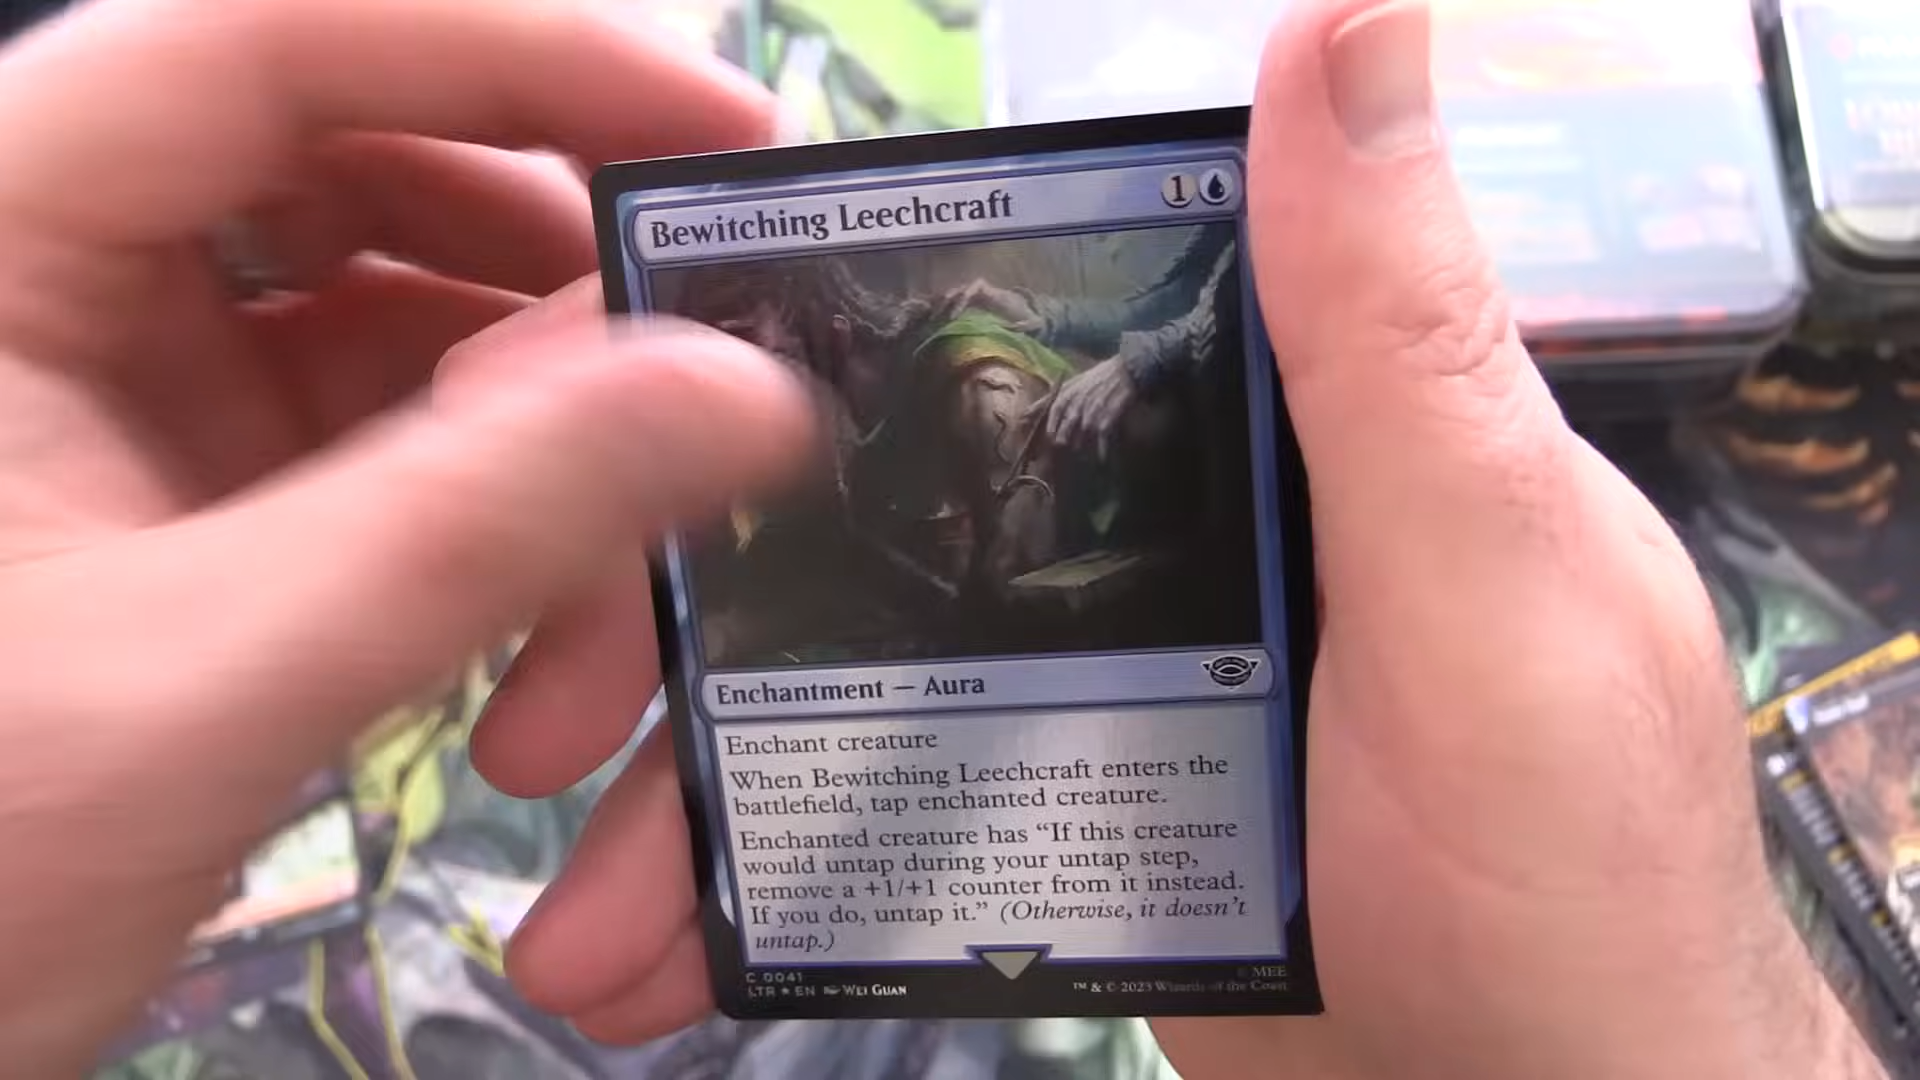 Bewitching Leechcraft
1
Enchantment — Aura
Enchant creature
When Bewitching Leechcraft enters the
battlefield, tap enchanted creature.
Enchanted creature has “If this creature
would untap during your untap step,
remove a +1/+1 counter from it instead.
If you do, untap it.” (Otherwise, it doesn't
untap.)
C 0041
LTR ★ EN WEI GUAN
© MEE
™ & © 2023 Wizards of the Coast